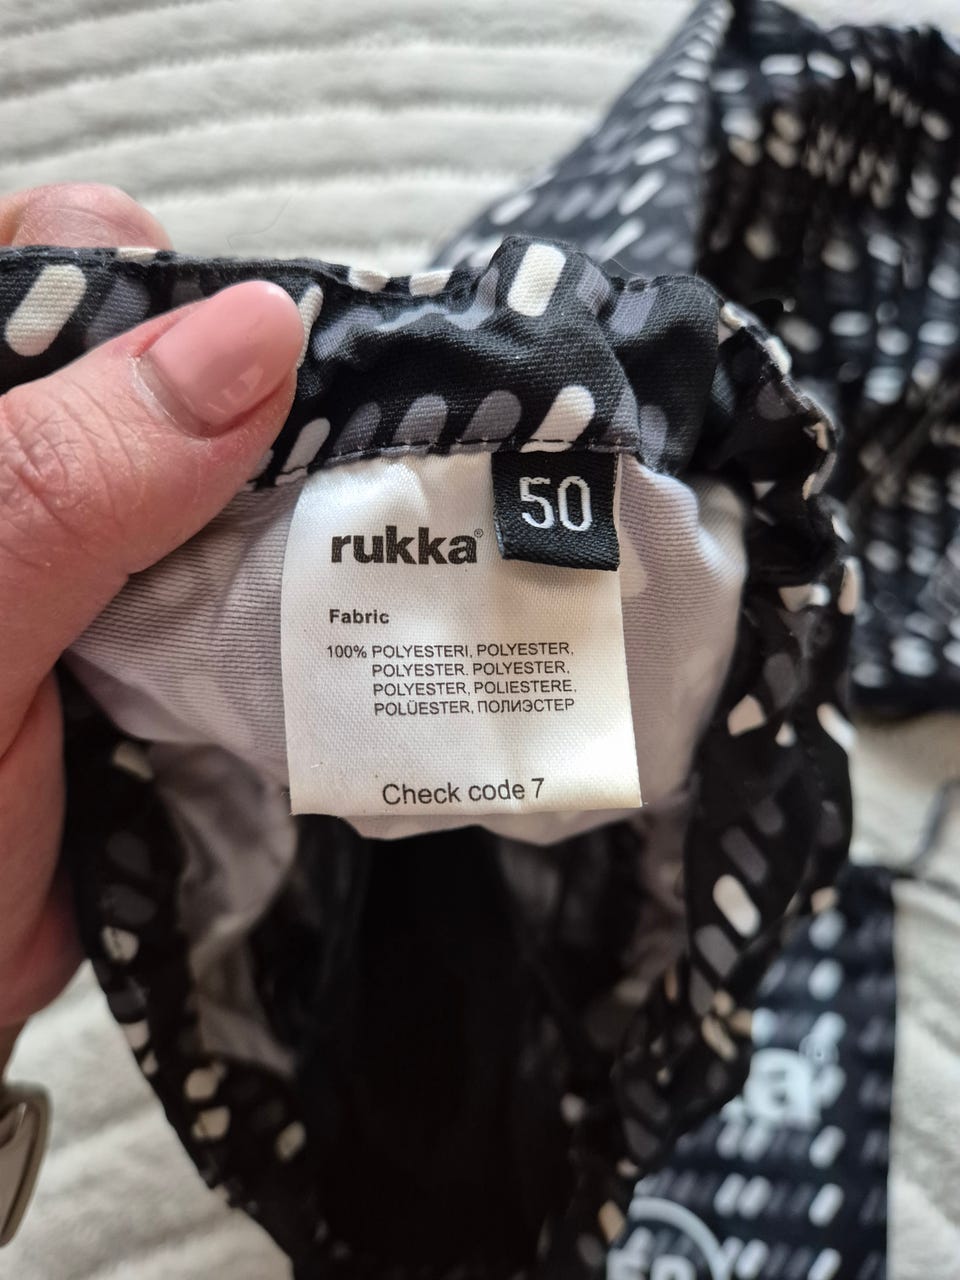 50
rukka®
Fabric
100% POLYESTERI, POLYESTER,
POLYESTER. POLYESTER,
POLYESTER, POLIESTERE,
POLÜESTER, ПОЛИЭСТЕР
Check code 7
a